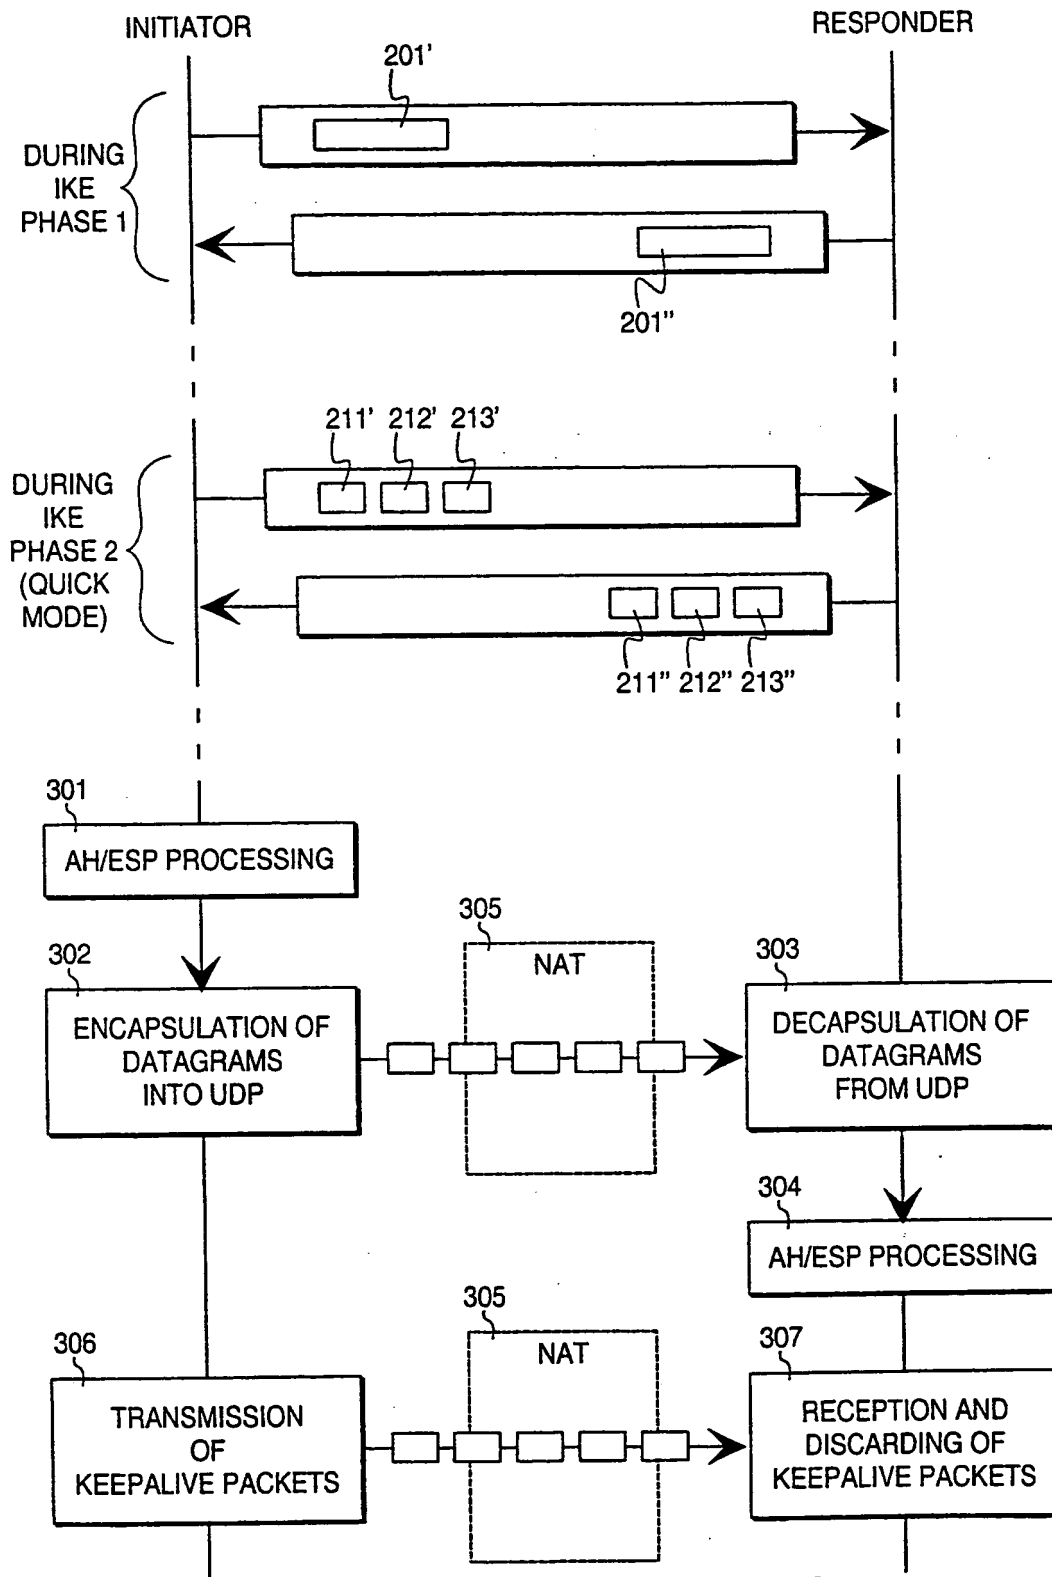 INITIATOR
RESPONDER
201'
DURING
IKE
PHASE 1
201"
211' 212' 213'
DURING
IKE
PHASE 2
(QUICK
MODE)
211" 212" 213"
301
AH/ESP PROCESSING
302
ENCAPSULATION OF
DATAGRAMS
INTO UDP
305
NAT
303
DECAPSULATION OF
DATAGRAMS
FROM UDP
304
AH/ESP PROCESSING
306
TRANSMISSION
OF
KEEPALIVE PACKETS
305
NAT
307
RECEPTION AND
DISCARDING OF
KEEPALIVE PACKETS